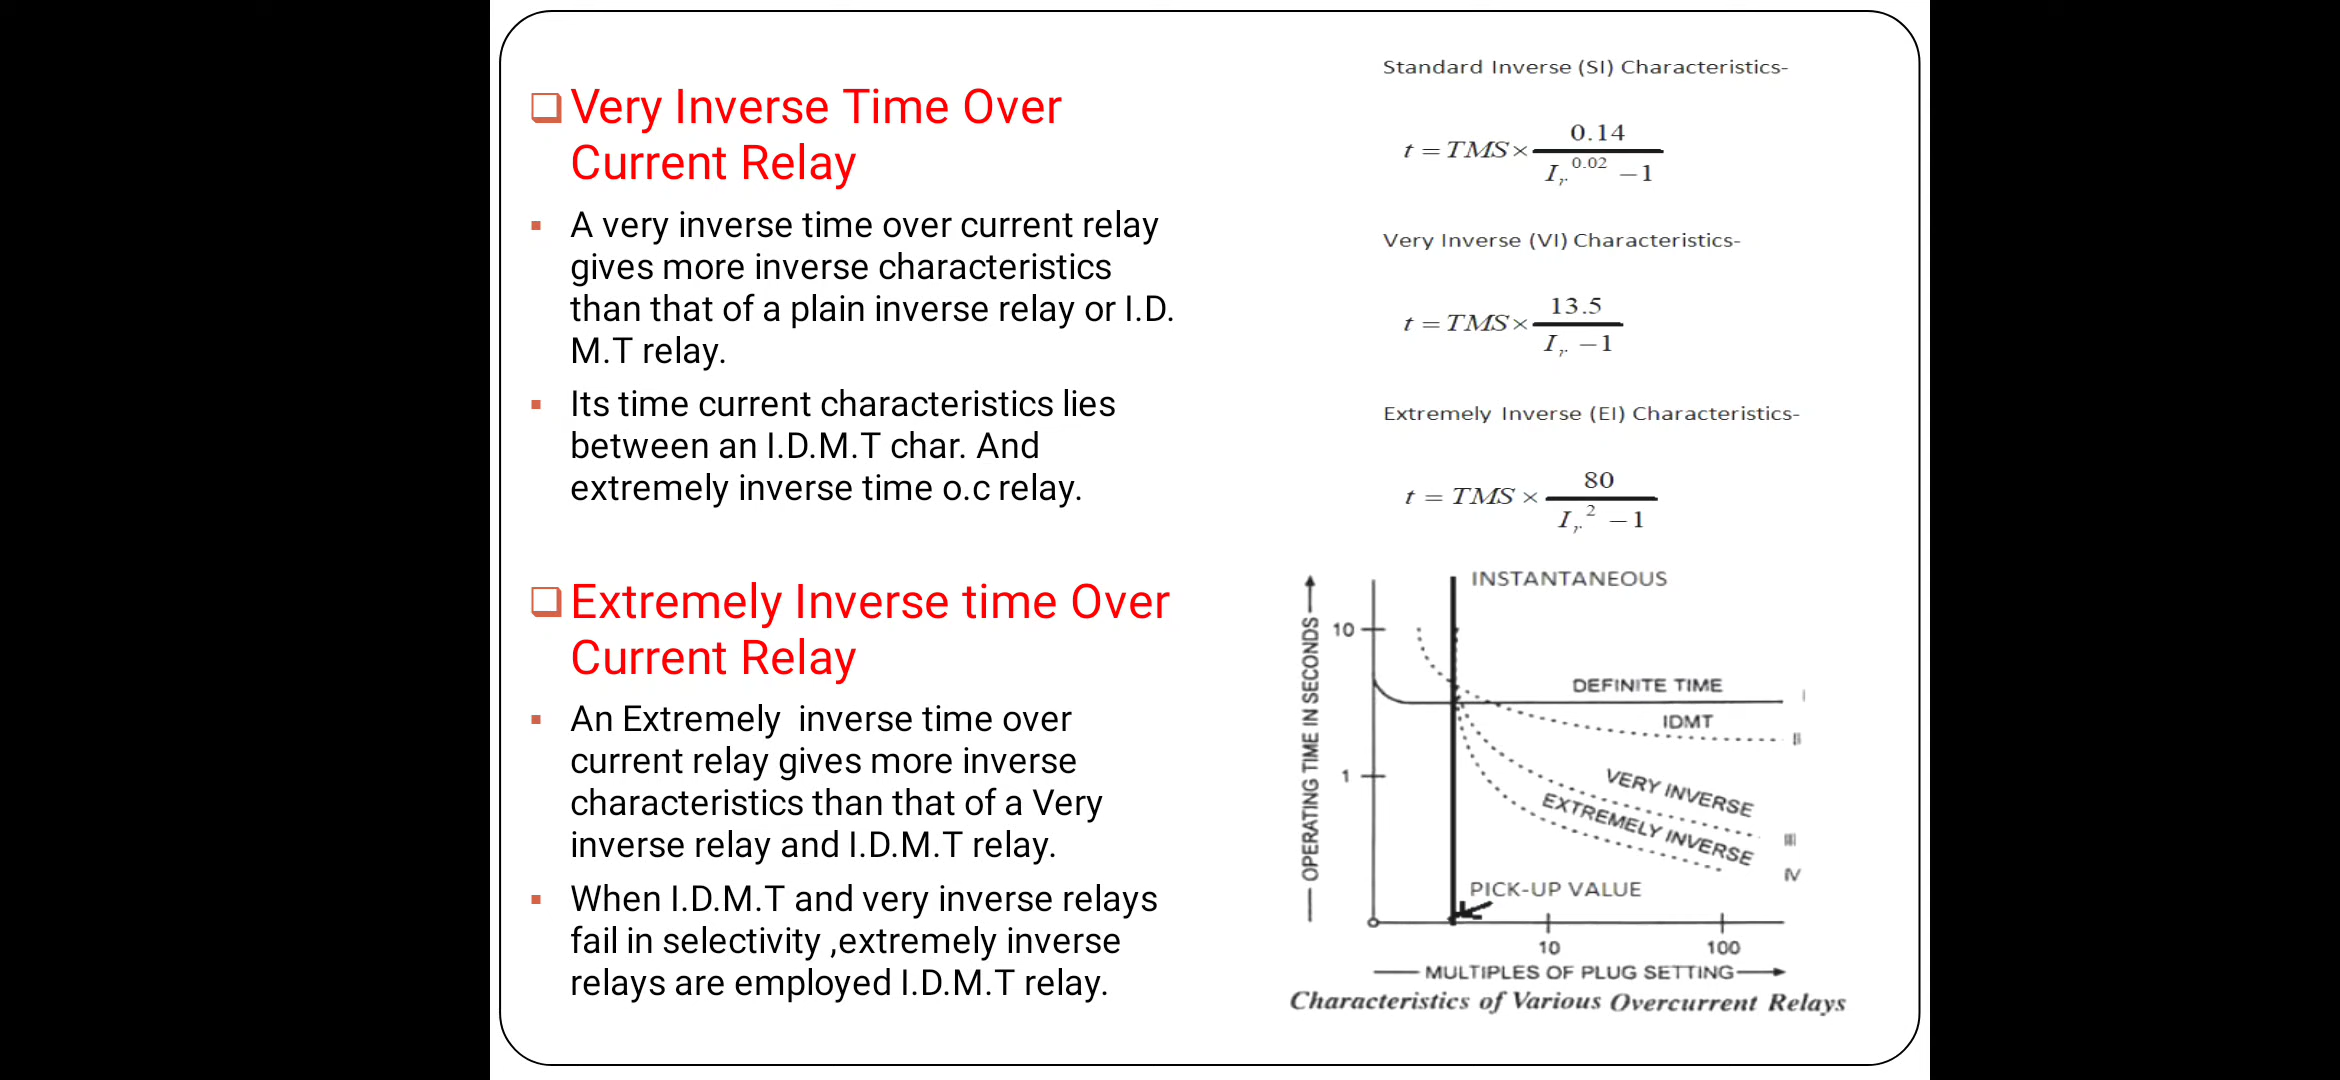 Very Inverse Time Over
Current Relay
A very inverse time over current relay
gives more inverse characteristics
than that of a plain inverse relay or I.D.
M.T relay.
Its time current characteristics lies
between an I.D.M.T char. And
extremely inverse time o.c relay.
Extremely Inverse time Over
Current Relay
An Extremely inverse time over
current relay gives more inverse
characteristics than that of a Very
inverse relay and I.D.M.T relay.
When I.D.M.T and very inverse relays
fail in selectivity ,extremely inverse
relays are employed I.D.M.T relay.
Standard Inverse (SI) Characteristics-
t = TMS × 0.14 / (I_r^0.02 − 1)
Very Inverse (VI) Characteristics-
t = TMS × 13.5 / (I_r − 1)
Extremely Inverse (EI) Characteristics-
t = TMS × 80 / (I_r^2 − 1)
INSTANTANEOUS
OPERATING TIME IN SECONDS
10
DEFINITE TIME
I
IDMT
II
1
VERY INVERSE
EXTREMELY INVERSE
III
IV
PICK-UP VALUE
10
100
MULTIPLES OF PLUG SETTING
Characteristics of Various Overcurrent Relays